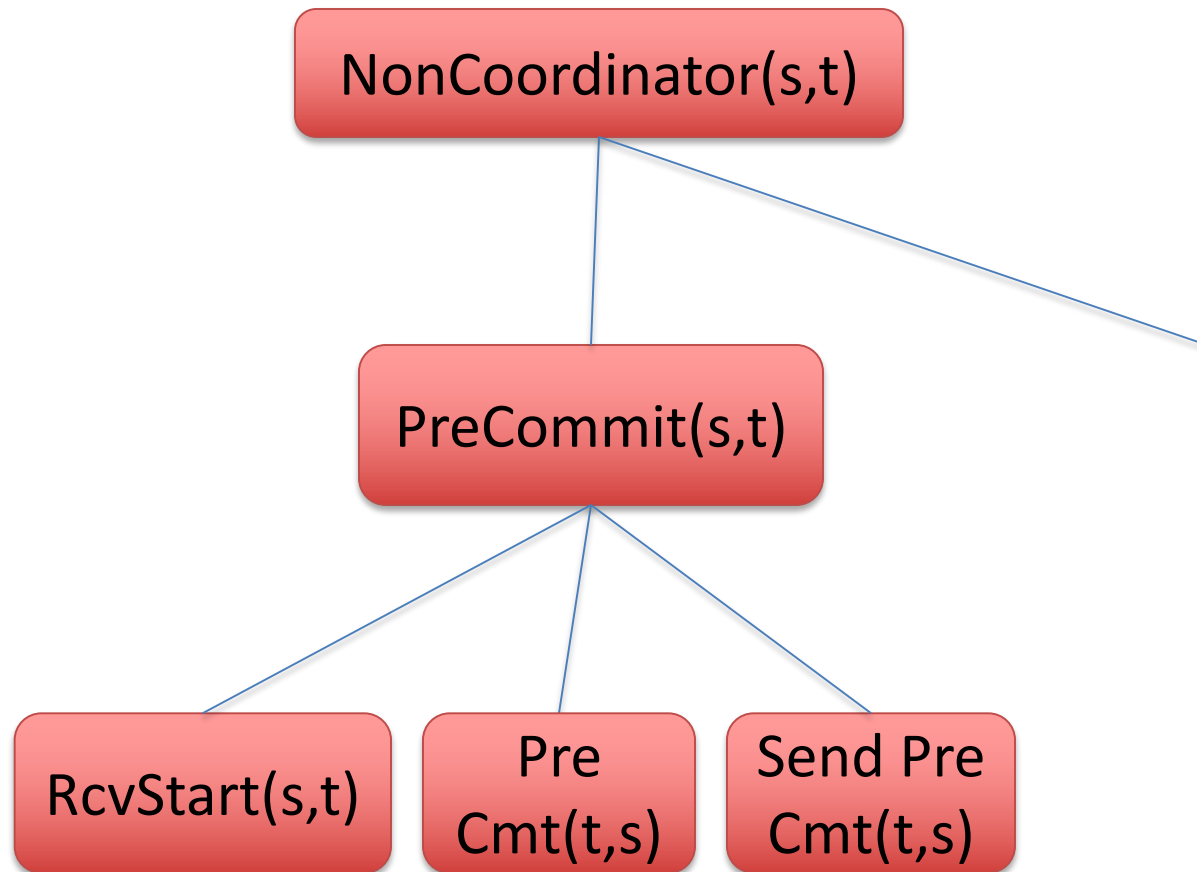 NonCoordinator(s,t)
PreCommit(s,t)
RcvStart(s,t)
Pre
Cmt(t,s)
Send Pre
Cmt(t,s)